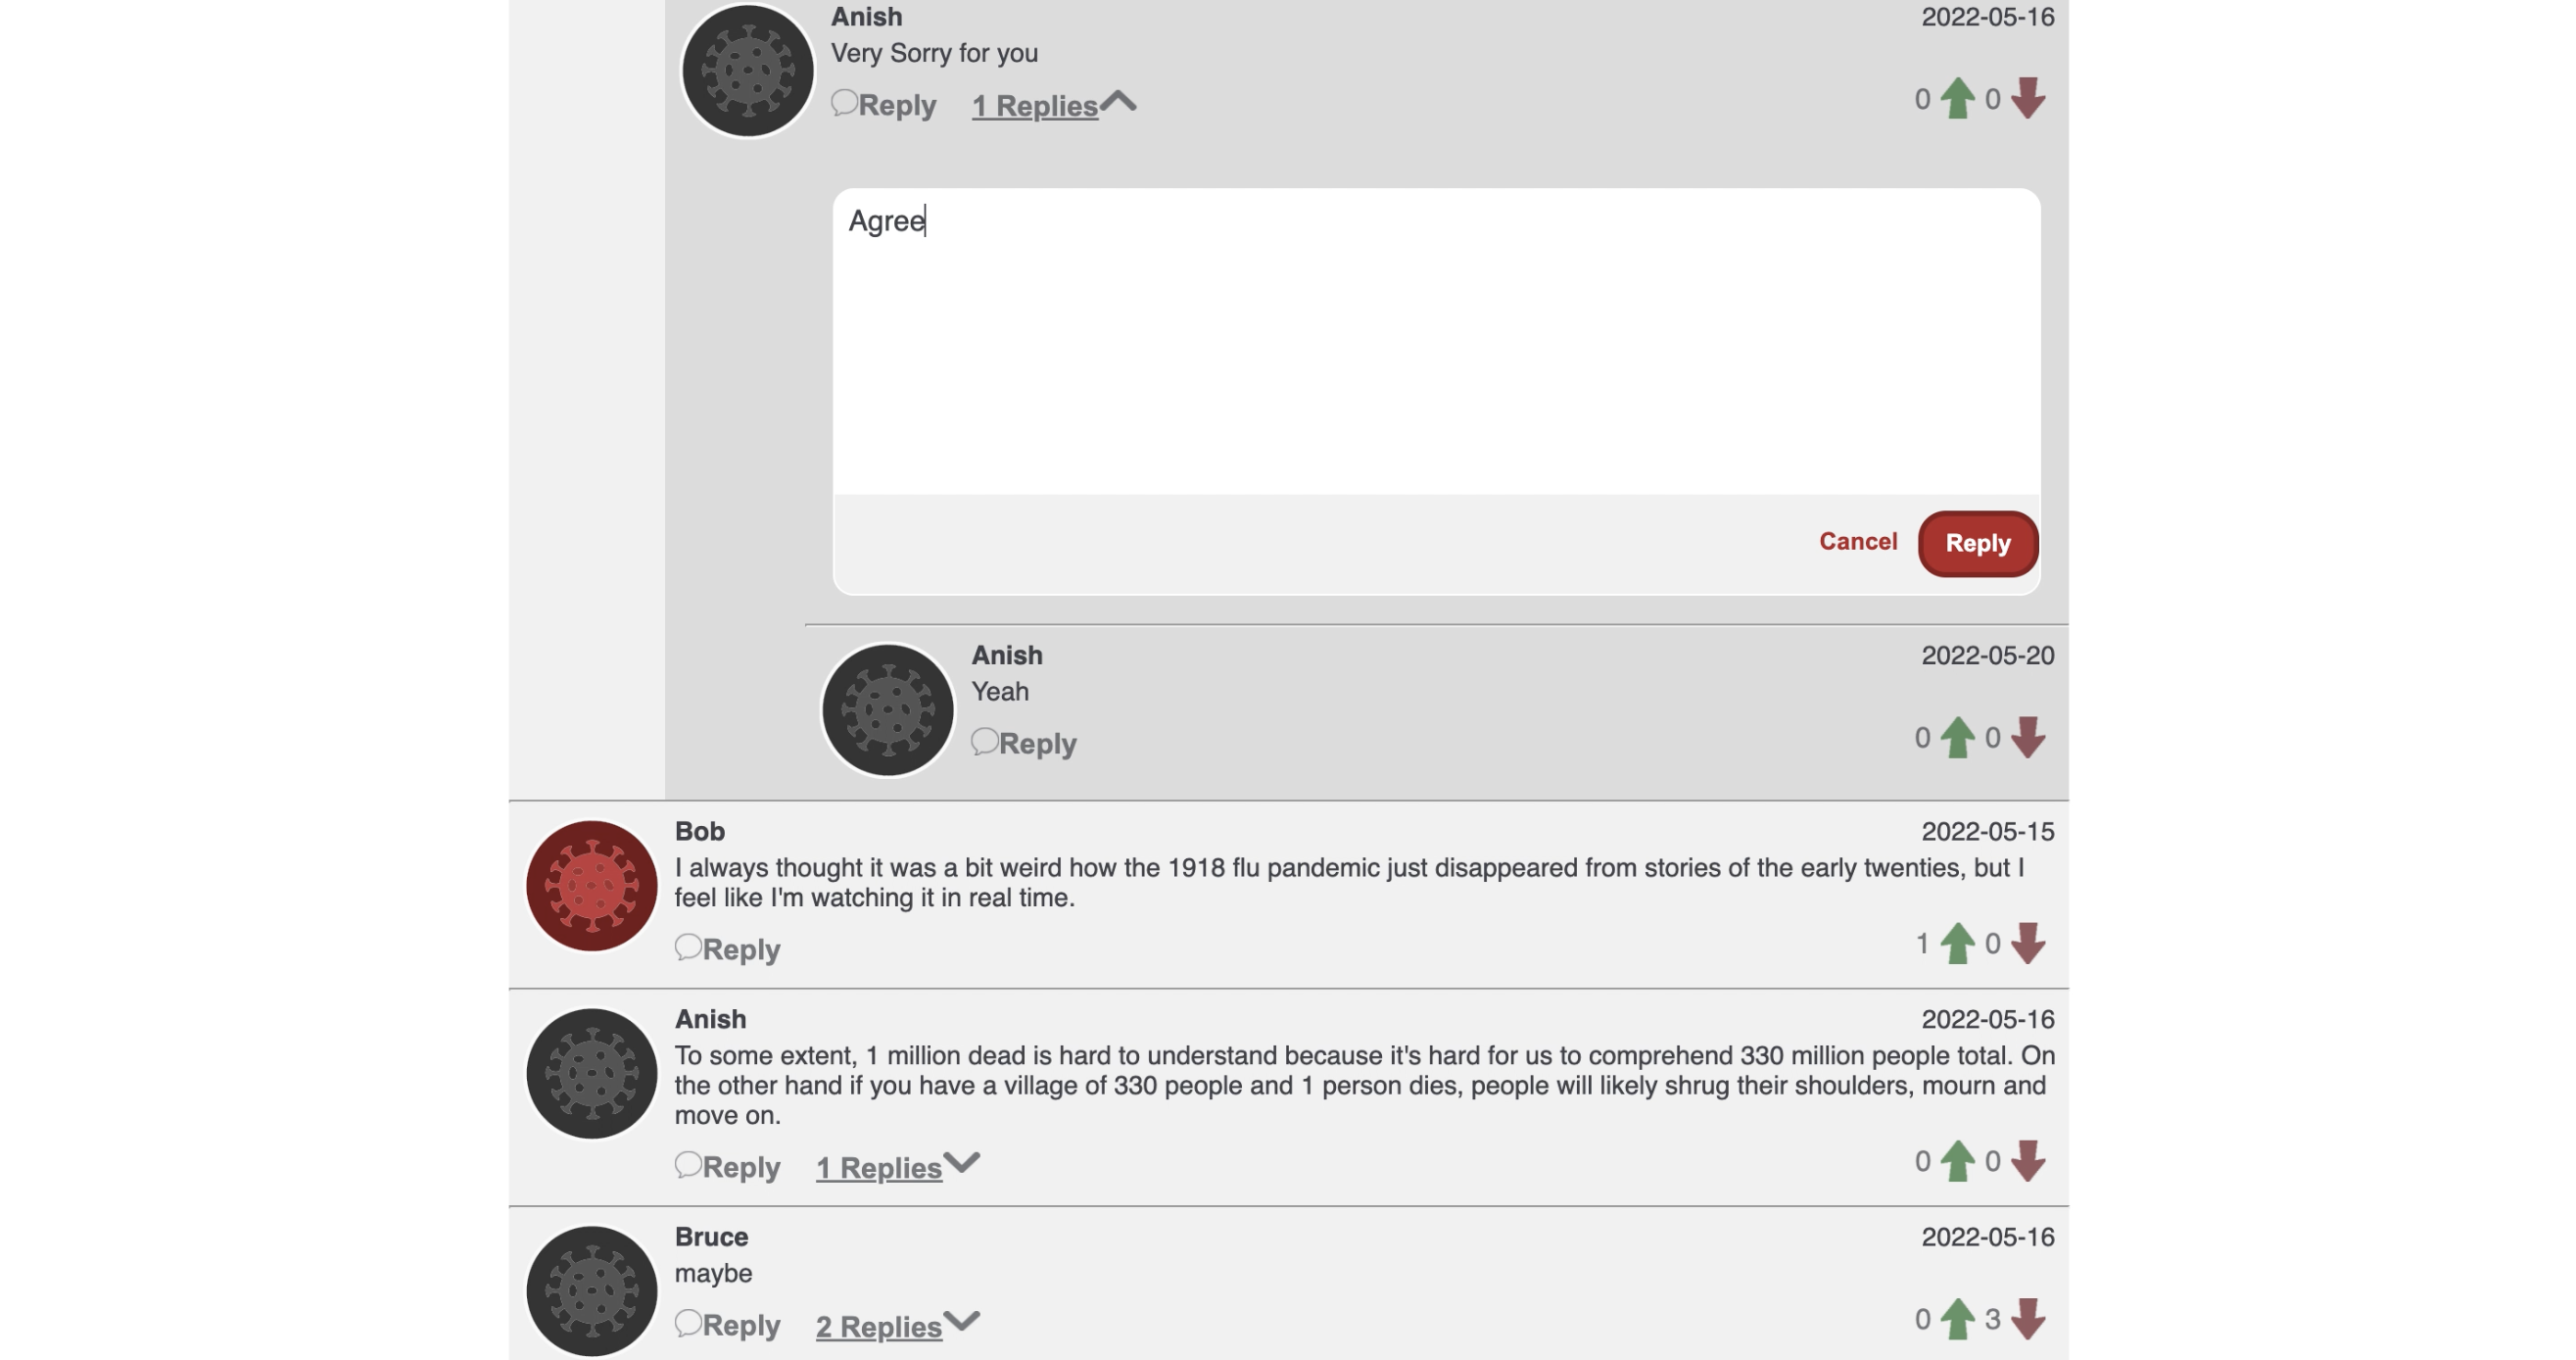 Anish 2022-05-16
Very Sorry for you
Reply 1 Replies 0 0
Agree
Cancel Reply
Anish 2022-05-20
Yeah
Reply 0 0
Bob 2022-05-15
I always thought it was a bit weird how the 1918 flu pandemic just disappeared from stories of the early twenties, but I
feel like I'm watching it in real time.
Reply 1 0
Anish 2022-05-16
To some extent, 1 million dead is hard to understand because it's hard for us to comprehend 330 million people total. On
the other hand if you have a village of 330 people and 1 person dies, people will likely shrug their shoulders, mourn and
move on.
Reply 1 Replies 0 0
Bruce 2022-05-16
maybe
Reply 2 Replies 0 3